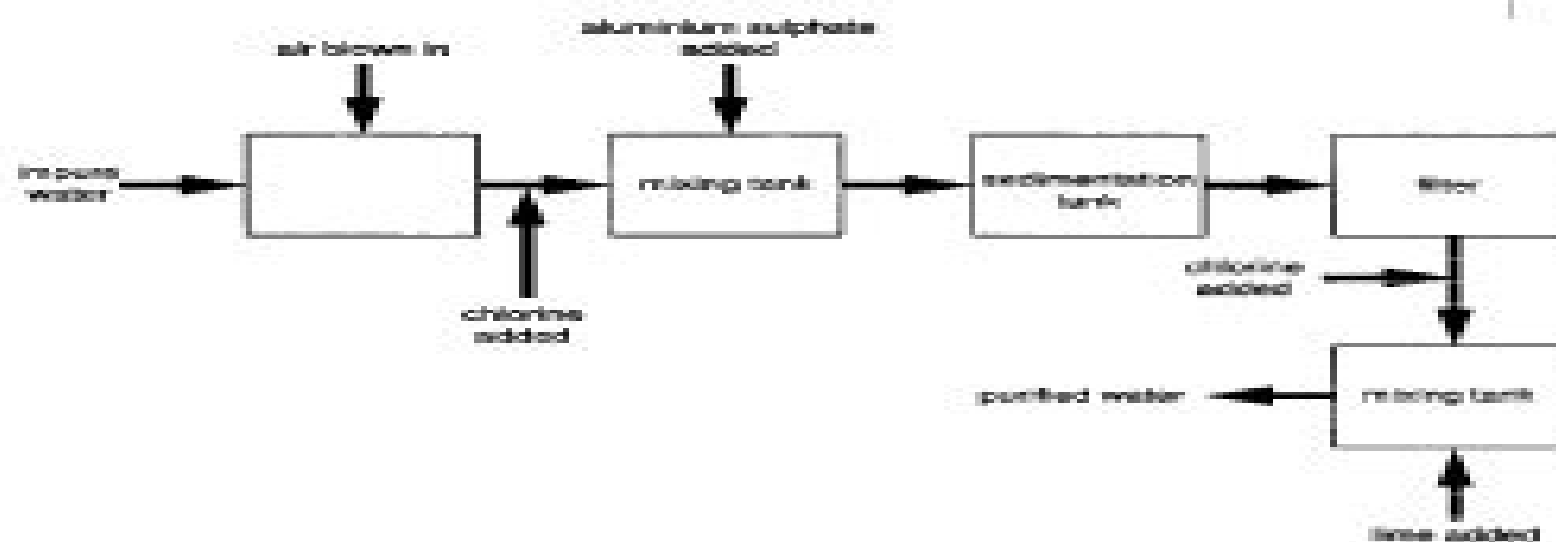 air blown in
aluminium sulphate
added
impure
water
mixing tank
sedimentation
tank
filter
chlorine
added
chlorine
added
purified water
mixing tank
lime added